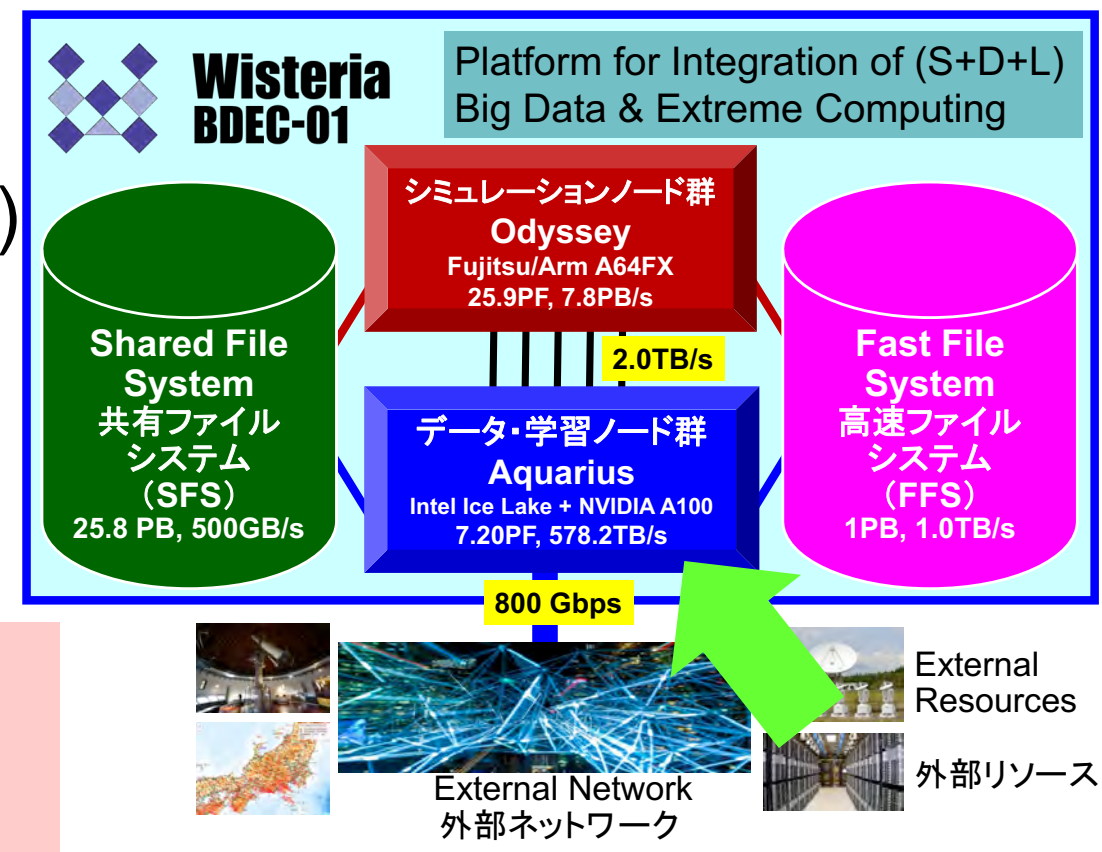 Wisteria
BDEC-01
Platform for Integration of (S+D+L)
Big Data & Extreme Computing
)
シミュレーションノード群
Odyssey
Fujitsu/Arm A64FX
25.9PF, 7.8PB/s
2.0TB/s
Shared File
System
共有ファイル
システム
（SFS）
25.8 PB, 500GB/s
データ・学習ノード群
Aquarius
Intel Ice Lake + NVIDIA A100
7.20PF, 578.2TB/s
Fast File
System
高速ファイル
システム
（FFS）
1PB, 1.0TB/s
800 Gbps
External
Resources
外部リソース
External Network
外部ネットワーク